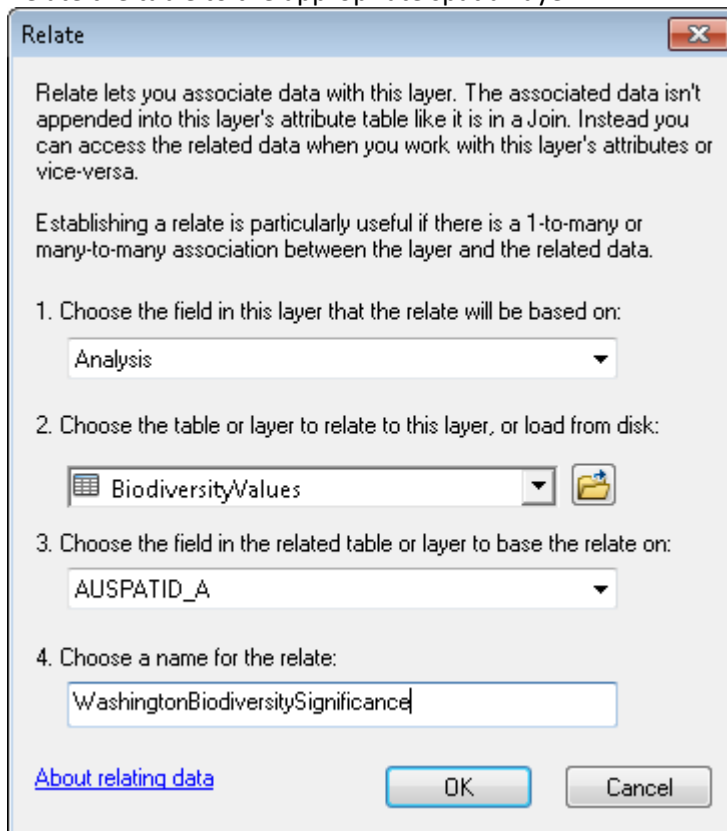 Relate
Relate lets you associate data with this layer. The associated data isn't
appended into this layer's attribute table like it is in a Join. Instead you
can access the related data when you work with this layer's attributes or
vice-versa.
Establishing a relate is particularly useful if there is a 1-to-many or
many-to-many association between the layer and the related data.
1. Choose the field in this layer that the relate will be based on:
Analysis
2. Choose the table or layer to relate to this layer, or load from disk:
BiodiversityValues
3. Choose the field in the related table or layer to base the relate on:
AUSPATID_A
4. Choose a name for the relate:
WashingtonBiodiversitySignificance
About relating data
OK
Cancel